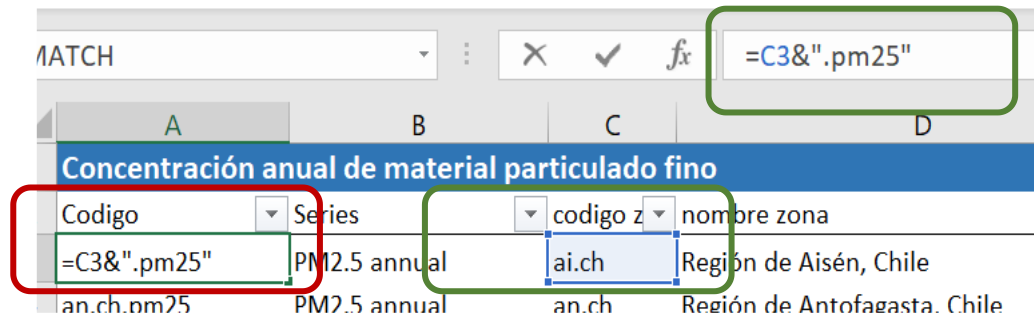 MATCH fx =C3&".pm25"
A B C D
Concentración anual de material particulado fino
Codigo Series codigo z nombre zona
=C3&".pm25" PM2.5 annual ai.ch Región de Aisén, Chile
an.ch.pm25 PM2.5 annual an.ch Región de Antofagasta, Chile